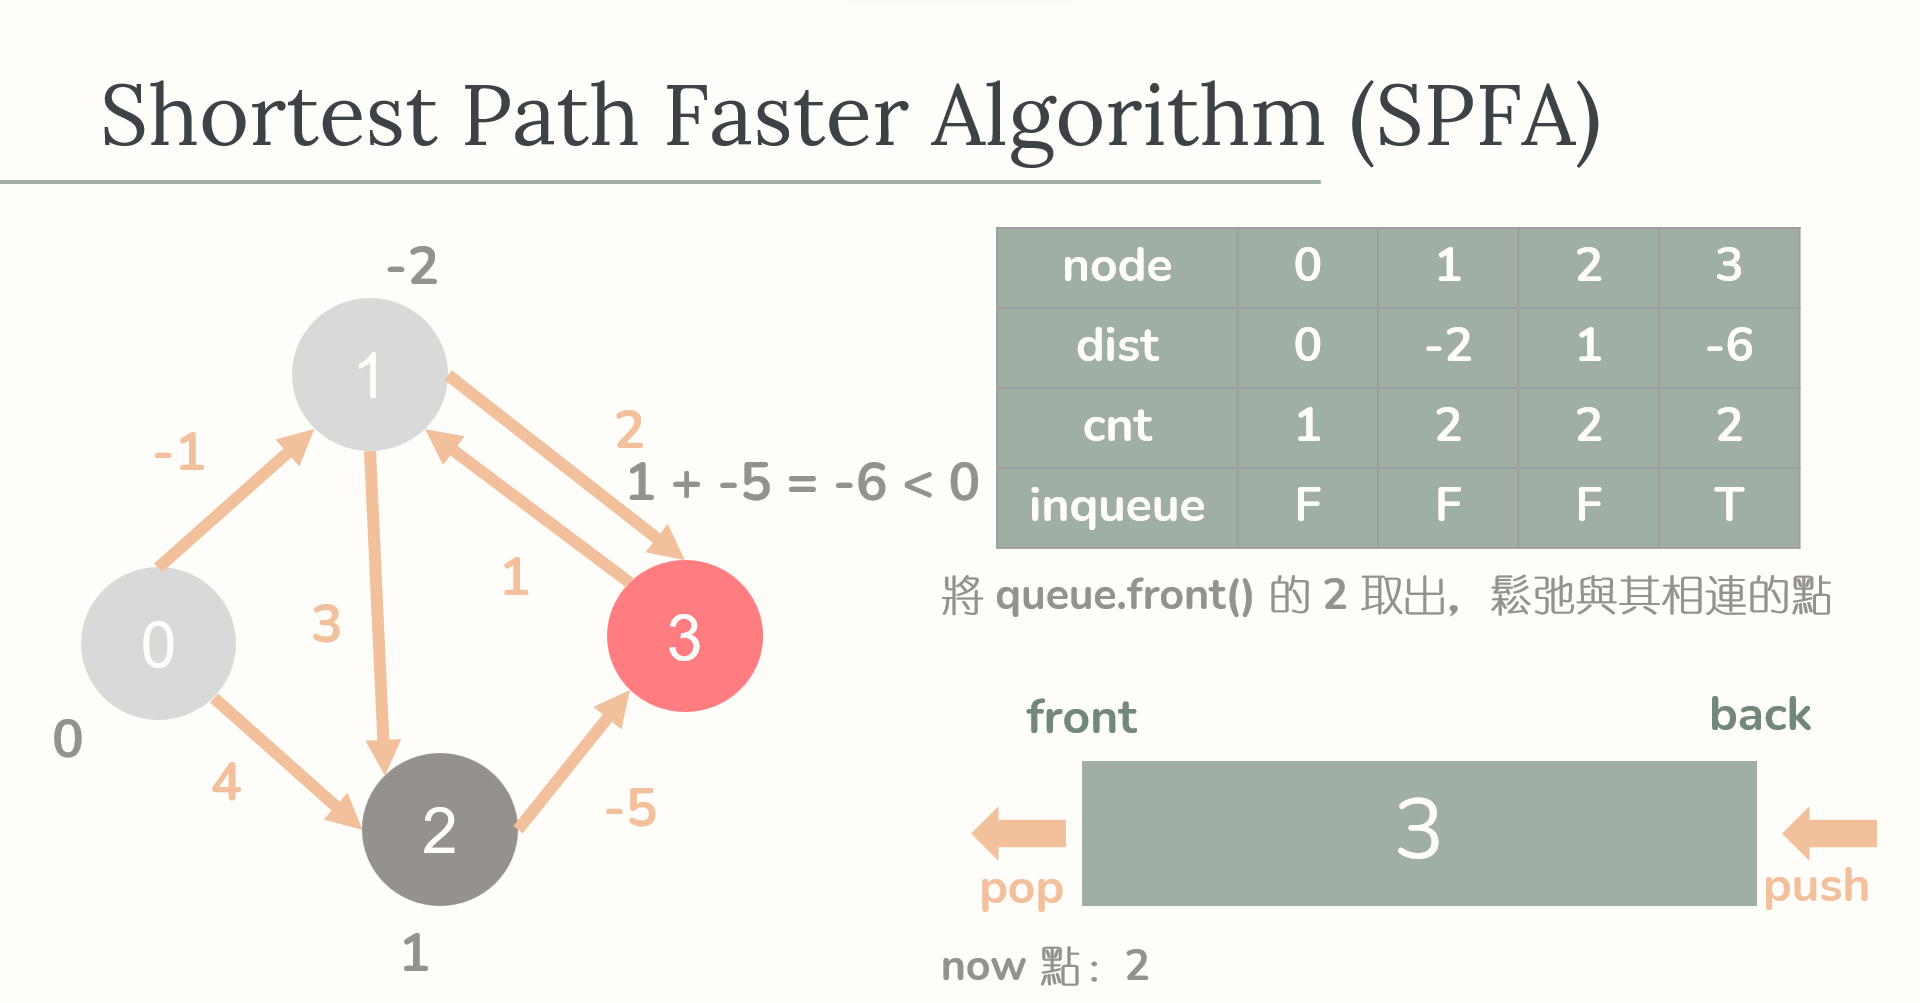 Shortest Path Faster Algorithm (SPFA)
-2
1
-1
2
1 + -5 = -6 < 0
1
3
3
0
0
4
2
-5
1
node 0 1 2 3
dist 0 -2 1 -6
cnt 1 2 2 2
inqueue F F F T
將 queue.front() 的 2 取出，鬆弛與其相連的點
front
back
3
pop
push
now 點：2